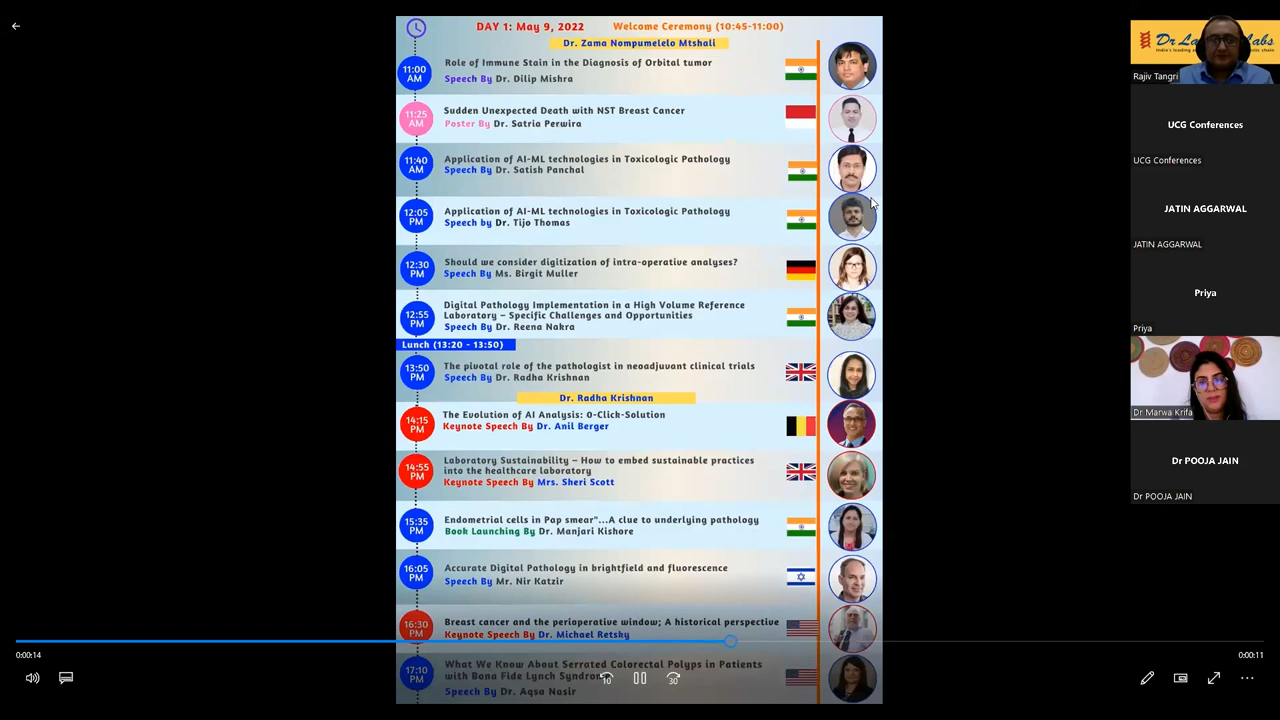 DAY 1: May 9, 2022 Welcome Ceremony (10:45-11:00)
Dr. Zama Nompumelelo Mtshali
11:00 AM
Role of Immune Stain in the Diagnosis of Orbital tumor
Speech By Dr. Dilip Mishra
11:25 AM
Sudden Unexpected Death with NST Breast Cancer
Poster By Dr. Satria Perwira
11:40 AM
Application of AI-ML technologies in Toxicologic Pathology
Speech By Dr. Satish Panchal
12:05 PM
Application of AI-ML technologies in Toxicologic Pathology
Speech by Dr. Tijo Thomas
12:30 PM
Should we consider digitization of intra-operative analyses?
Speech By Ms. Birgit Muller
12:55 PM
Digital Pathology Implementation in a High Volume Reference
Laboratory – Specific Challenges and Opportunities
Speech By Dr. Reena Nakra
Lunch (13:20 - 13:50)
13:50 PM
The pivotal role of the pathologist in neoadjuvant clinical trials
Speech By Dr. Radha Krishnan
Dr. Radha Krishnan
14:15 PM
The Evolution of AI Analysis: 0-Click-Solution
Keynote Speech By Dr. Anil Berger
14:55 PM
Laboratory Sustainability – How to embed sustainable practices
into the healthcare laboratory
Keynote Speech By Mrs. Sheri Scott
15:35 PM
Endometrial cells in Pap smear"...A clue to underlying pathology
Book Launching By Dr. Manjari Kishore
16:05 PM
Accurate Digital Pathology in brightfield and fluorescence
Speech By Mr. Nir Katzir
16:30 PM
Breast cancer and the perioperative window; A historical perspective
Keynote Speech By Dr. Michael Retsky
17:10 PM
What We Know About Serrated Colorectal Polyps in Patients
with Bona Fide Lynch Syndrom
Speech By Dr. Aqsa Nasir
0:00:14
0:00:11
10
30
Dr La labs
Rajiv Tangri
UCG Conferences
UCG Conferences
JATIN AGGARWAL
JATIN AGGARWAL
Priya
Priya
Dr Marwa Krifa
Dr POOJA JAIN
Dr POOJA JAIN